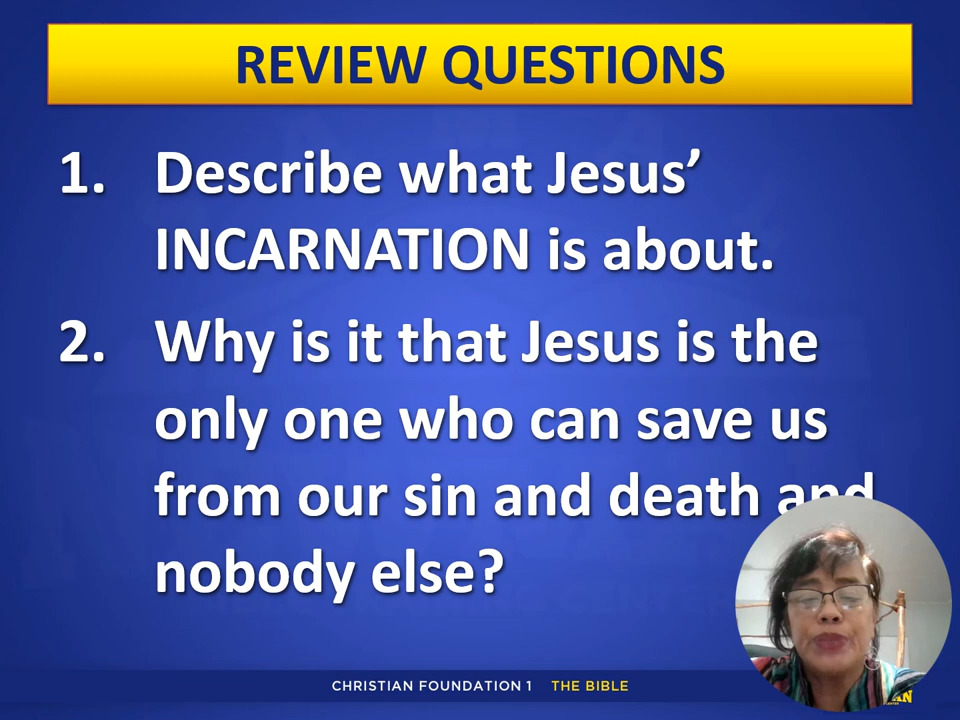 REVIEW QUESTIONS
1. Describe what Jesus’
INCARNATION is about.
2. Why is it that Jesus is the
only one who can save us
from our sin and death and
nobody else?
CHRISTIAN FOUNDATION 1 THE BIBLE